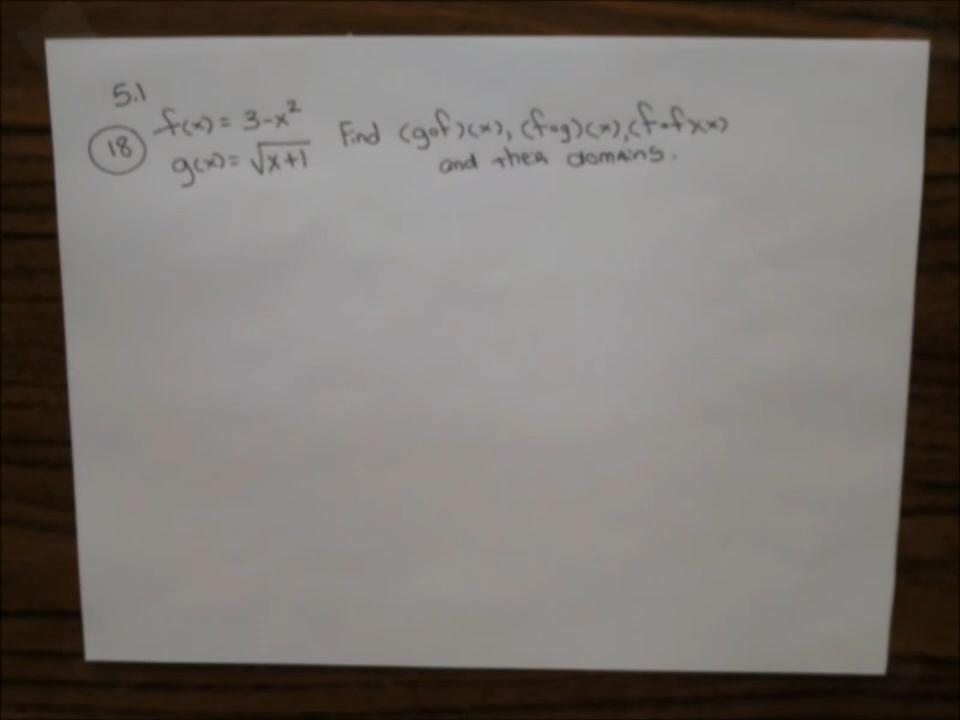 5.1
18 f(x) = 3-x² Find (g∘f)(x), (f∘g)(x), (f∘f)(x)
g(x) = √x+1 and their domains.